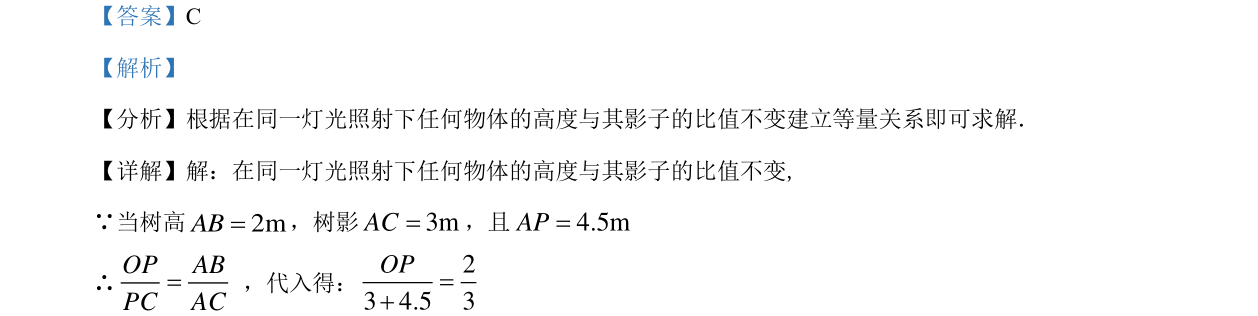 【答案】C
【解析】
【分析】根据在同一灯光照射下任何物体的高度与其影子的比值不变建立等量关系即可求解.
【详解】解：在同一灯光照射下任何物体的高度与其影子的比值不变,
∵当树高 AB = 2m，树影 AC = 3m，且 AP = 4.5m
∴ OP/PC = AB/AC ，代入得： OP/(3+4.5) = 2/3